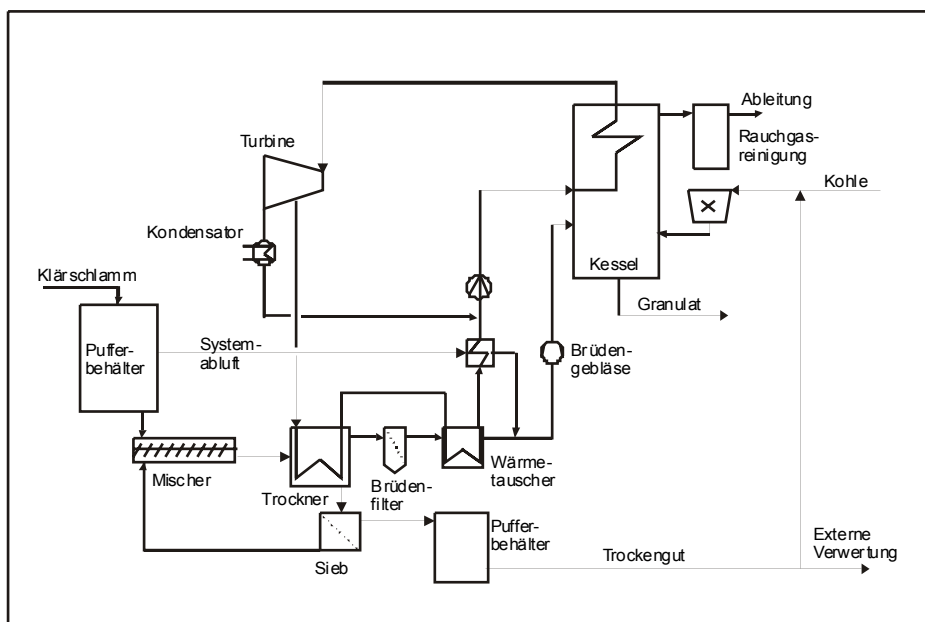 Ableitung
Rauchgas-
reinigung
Turbine
Kohle
Kondensator
Kessel
Klärschlamm
Granulat
Puffer-
behälter
System-
abluft
Brüden-
gebläse
Mischer
Trockner
Brüden-
filter
Wärme-
tauscher
Sieb
Puffer-
behälter
Trockengut
Externe
Verwertung